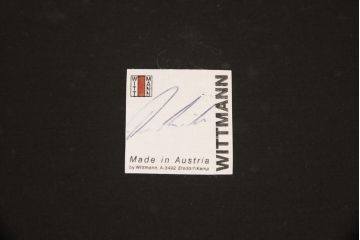 WITT MANN
WITTMANN
Made in Austria
by Wittmann, A-3492 Etsdorf/Kamp